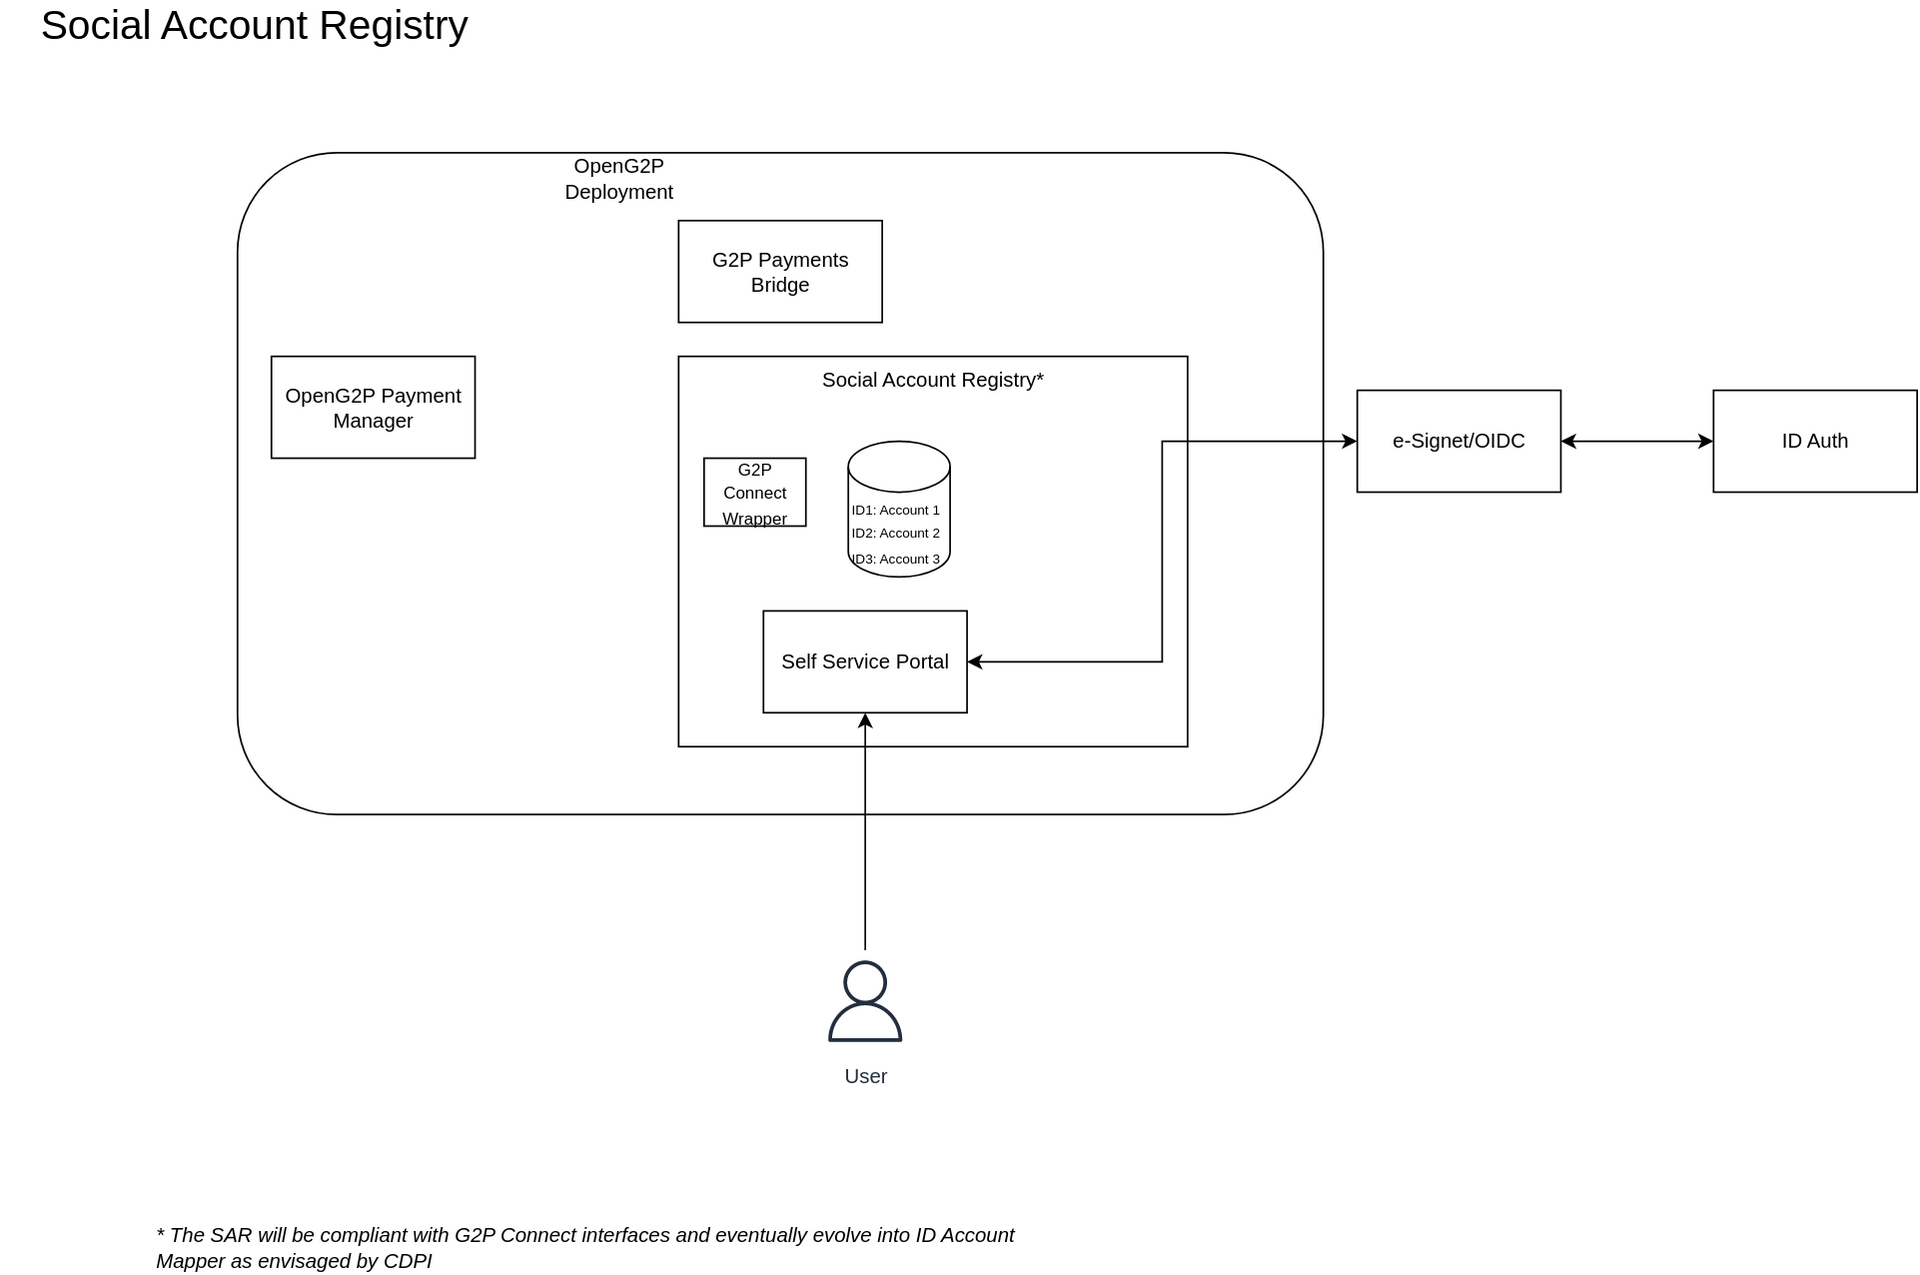 Social Account Registry
OpenG2P
Deployment
G2P Payments
Bridge
OpenG2P Payment
Manager
Social Account Registry*
G2P
Connect
Wrapper
ID1: Account 1
ID2: Account 2
ID3: Account 3
Self Service Portal
e-Signet/OIDC
ID Auth
User
* The SAR will be compliant with G2P Connect interfaces and eventually evolve into ID Account
Mapper as envisaged by CDPI